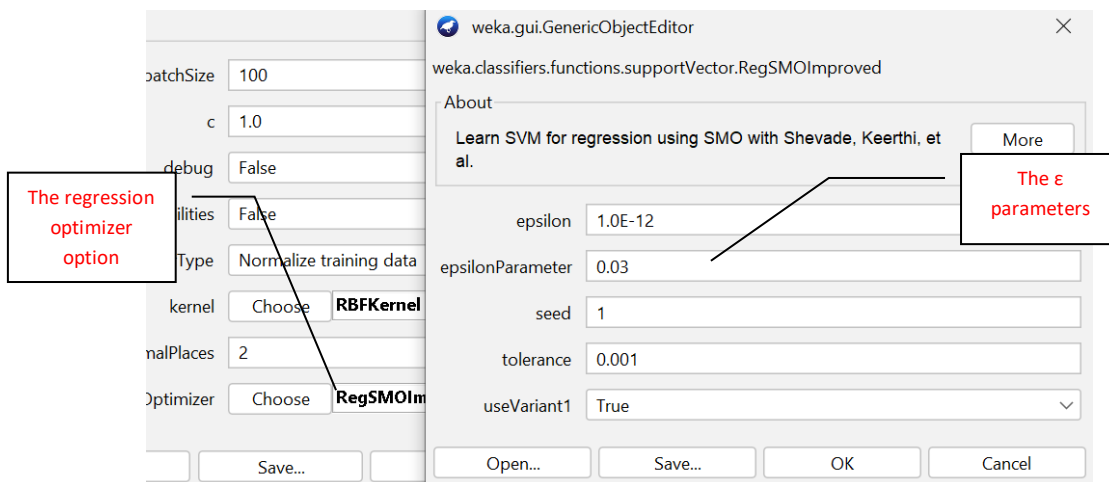 weka.gui.GenericObjectEditor
weka.classifiers.functions.supportVector.RegSMOImproved
About
Learn SVM for regression using SMO with Shevade, Keerthi, et
al.
More
epsilon 1.0E-12
epsilonParameter 0.03
seed 1
tolerance 0.001
useVariant1 True
Open... Save... OK Cancel
The ε
parameters
batchSize 100
c 1.0
debug False
ilities False
Type Normalize training data
kernel Choose RBFKernel
malPlaces 2
Optimizer Choose RegSMOIm
Save...
The regression
optimizer
option